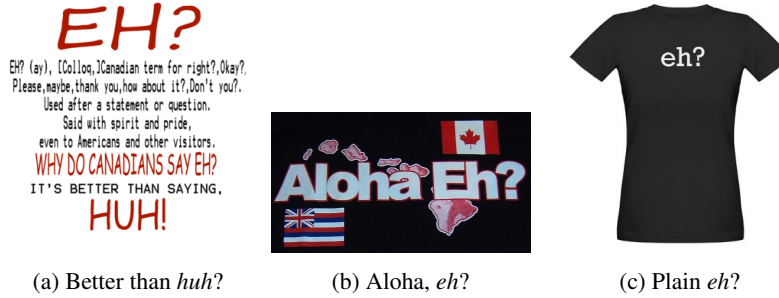 EH?
EH? (ay), [Colloq,]Canadian term for right?,Okay?,
Please,maybe,thank you,how about it?,Don't you?.
Used after a statement or question.
Said with spirit and pride,
even to Americans and other visitors.
WHY DO CANADIANS SAY EH?
IT'S BETTER THAN SAYING,
HUH!
(a) Better than huh?
Aloha Eh?
(b) Aloha, eh?
eh?
(c) Plain eh?